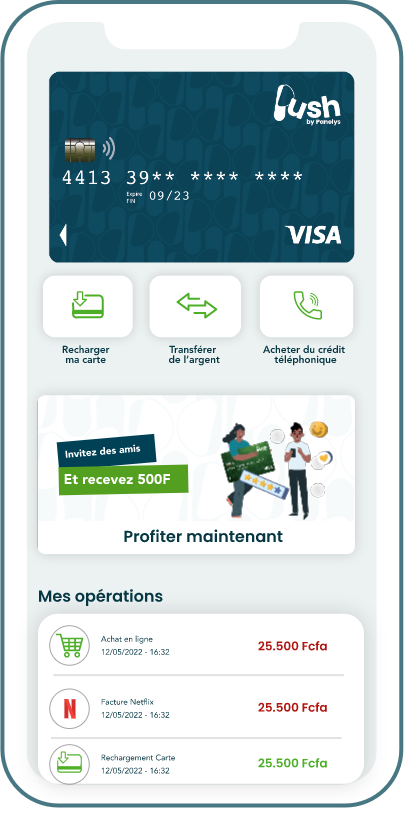 Push
by Panelys
4413 39** **** ****
Expire
FIN
09/23
VISA
Recharger
ma carte
Transférer
de l'argent
Acheter du crédit
téléphonique
Invitez des amis
Et recevez 500F
Profiter maintenant
Mes opérations
Achat en ligne
12/05/2022 - 16:32
25.500 Fcfa
Facture Netflix
12/05/2022 - 16:32
25.500 Fcfa
Rechargement Carte
12/05/2022 - 16:32
25.500 Fcfa